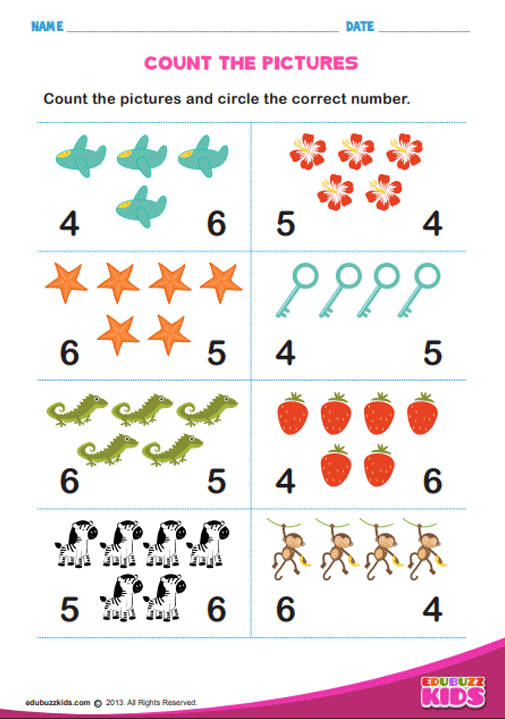 NAME DATE
COUNT THE PICTURES
Count the pictures and circle the correct number.
4 6 5 4
6 5 4 5
6 5 4 6
5 6 6 4
edubuzzkids.com © 2013. All Rights Reserved.
EDUBUZZ
KIDS